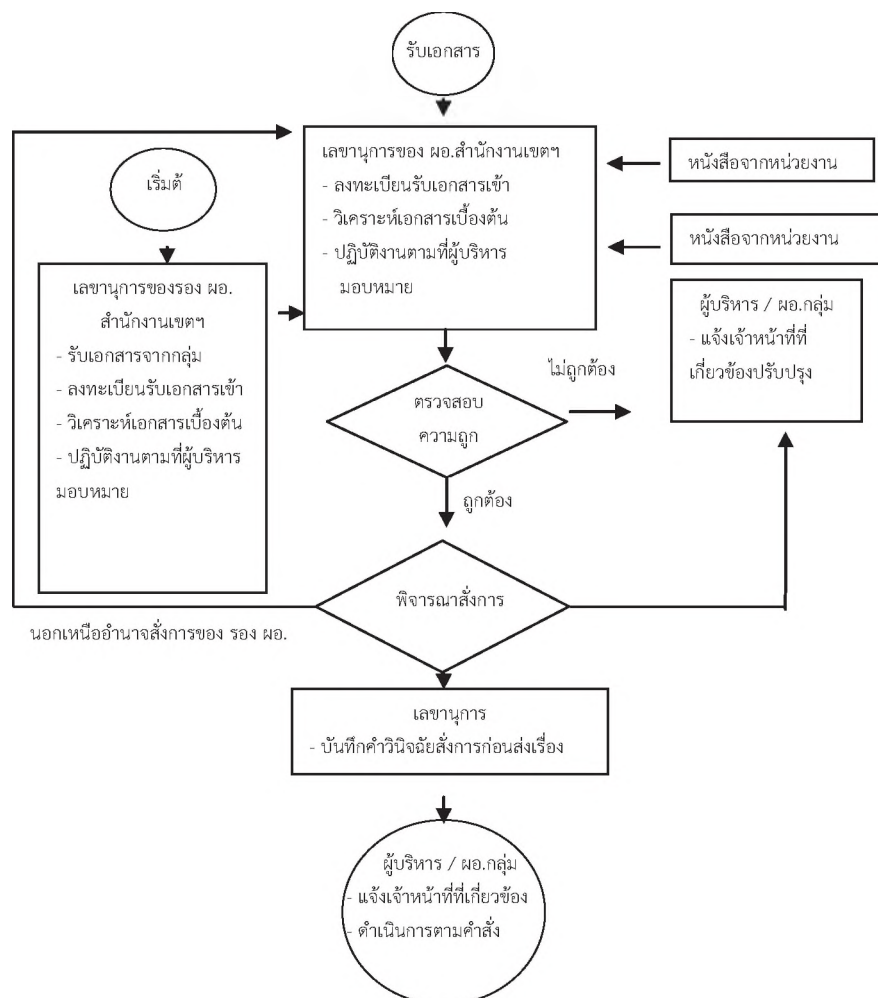 รับเอกสาร
เลขานุการของ ผอ.สำนักงานเขตฯ
- ลงทะเบียนรับเอกสารเข้า
- วิเคราะห์เอกสารเบื้องต้น
- ปฏิบัติงานตามที่ผู้บริหาร
มอบหมาย
หนังสือจากหน่วยงาน
หนังสือจากหน่วยงาน
เริ่มต้
เลขานุการของรอง ผอ.
สำนักงานเขตฯ
- รับเอกสารจากกลุ่ม
- ลงทะเบียนรับเอกสารเข้า
- วิเคราะห์เอกสารเบื้องต้น
- ปฏิบัติงานตามที่ผู้บริหาร
มอบหมาย
ผู้บริหาร / ผอ.กลุ่ม
- แจ้งเจ้าหน้าที่ที่
เกี่ยวข้องปรับปรุง
ไม่ถูกต้อง
ตรวจสอบ
ความถูก
ถูกต้อง
พิจารณาสั่งการ
นอกเหนืออำนาจสั่งการของ รอง ผอ.
เลขานุการ
- บันทึกคำวินิจฉัยสั่งการก่อนส่งเรื่อง
ผู้บริหาร / ผอ.กลุ่ม
- แจ้งเจ้าหน้าที่ที่เกี่ยวข้อง
- ดำเนินการตามคำสั่ง